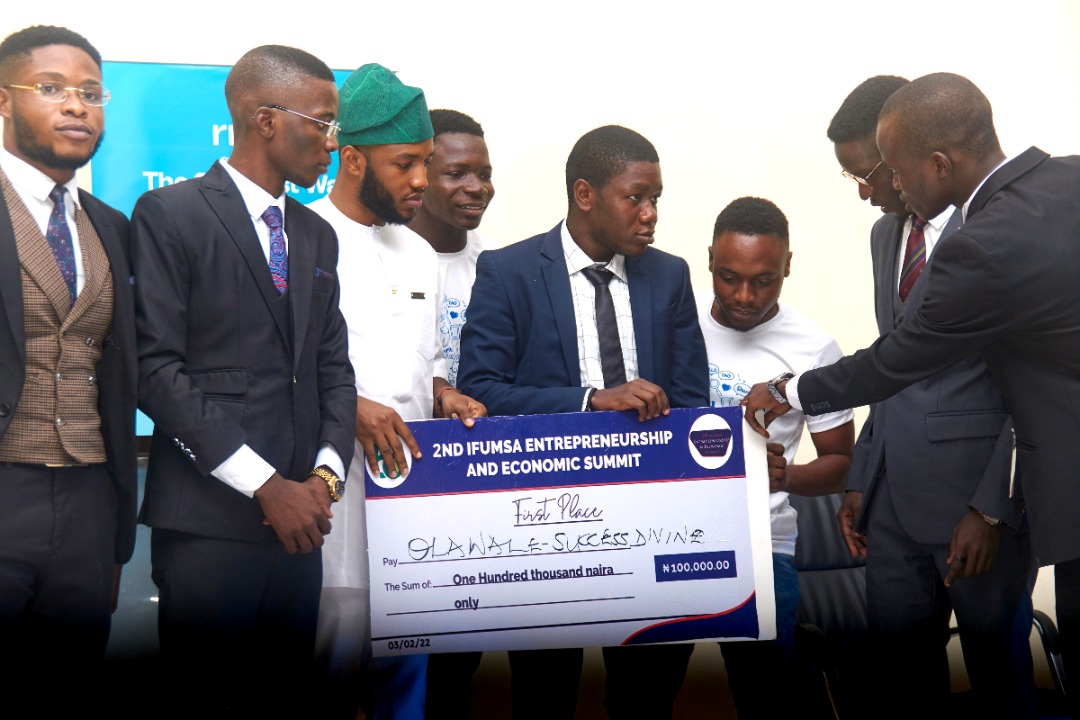 The
2ND IFUMSA ENTREPRENEURSHIP
AND ECONOMIC SUMMIT
First Place
Pay OLAWALE-SUCCESS DIVINE
The Sum of: One Hundred thousand naira
₦100,000.00
only
03/02/22